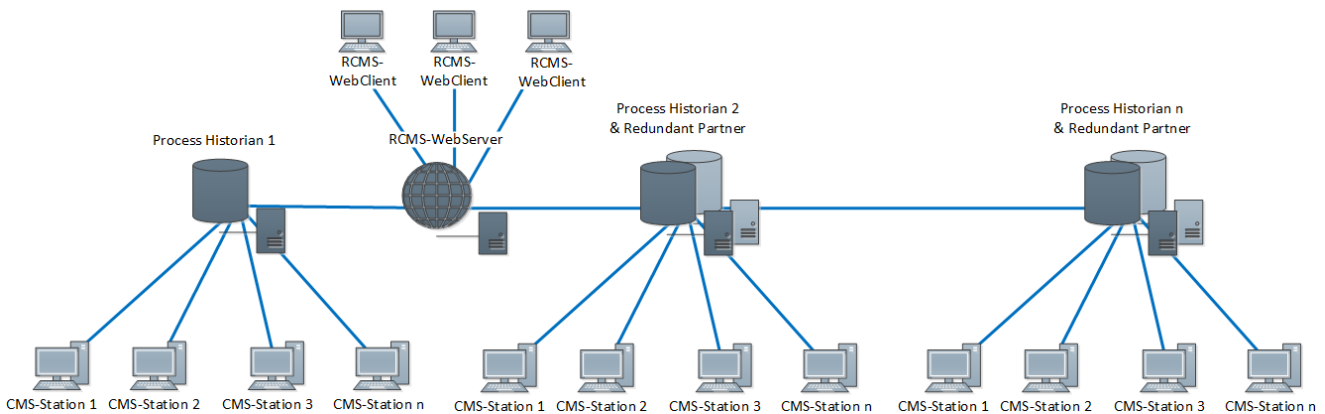 RCMS-
WebClient
RCMS-
WebClient
RCMS-
WebClient
Process Historian 1
RCMS-WebServer
Process Historian 2
& Redundant Partner
Process Historian n
& Redundant Partner
CMS-Station 1
CMS-Station 2
CMS-Station 3
CMS-Station n
CMS-Station 1
CMS-Station 2
CMS-Station 3
CMS-Station n
CMS-Station 1
CMS-Station 2
CMS-Station 3
CMS-Station n